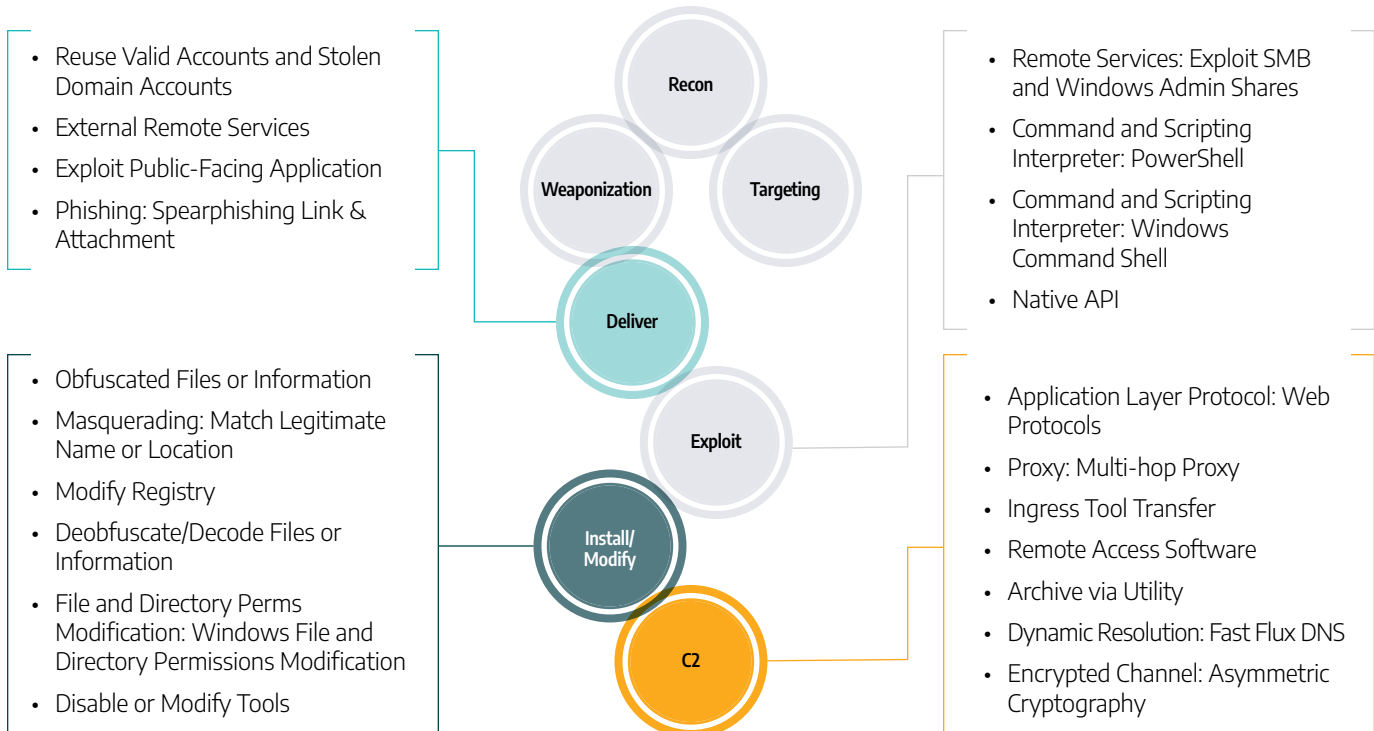 • Reuse Valid Accounts and Stolen
Domain Accounts
• External Remote Services
• Exploit Public-Facing Application
• Phishing: Spearphishing Link &
Attachment
Recon
Weaponization
Targeting
Deliver
Exploit
Install/
Modify
C2
• Remote Services: Exploit SMB
and Windows Admin Shares
• Command and Scripting
Interpreter: PowerShell
• Command and Scripting
Interpreter: Windows
Command Shell
• Native API
• Obfuscated Files or Information
• Masquerading: Match Legitimate
Name or Location
• Modify Registry
• Deobfuscate/Decode Files or
Information
• File and Directory Perms
Modification: Windows File and
Directory Permissions Modification
• Disable or Modify Tools
• Application Layer Protocol: Web
Protocols
• Proxy: Multi-hop Proxy
• Ingress Tool Transfer
• Remote Access Software
• Archive via Utility
• Dynamic Resolution: Fast Flux DNS
• Encrypted Channel: Asymmetric
Cryptography